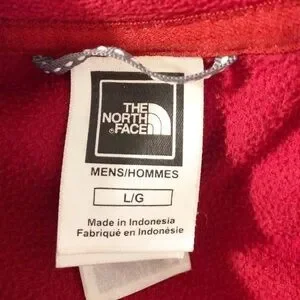 THE
NORTH
FACE
MENS/HOMMES
L/G
Made in Indonesia
Fabriqué en Indonésie